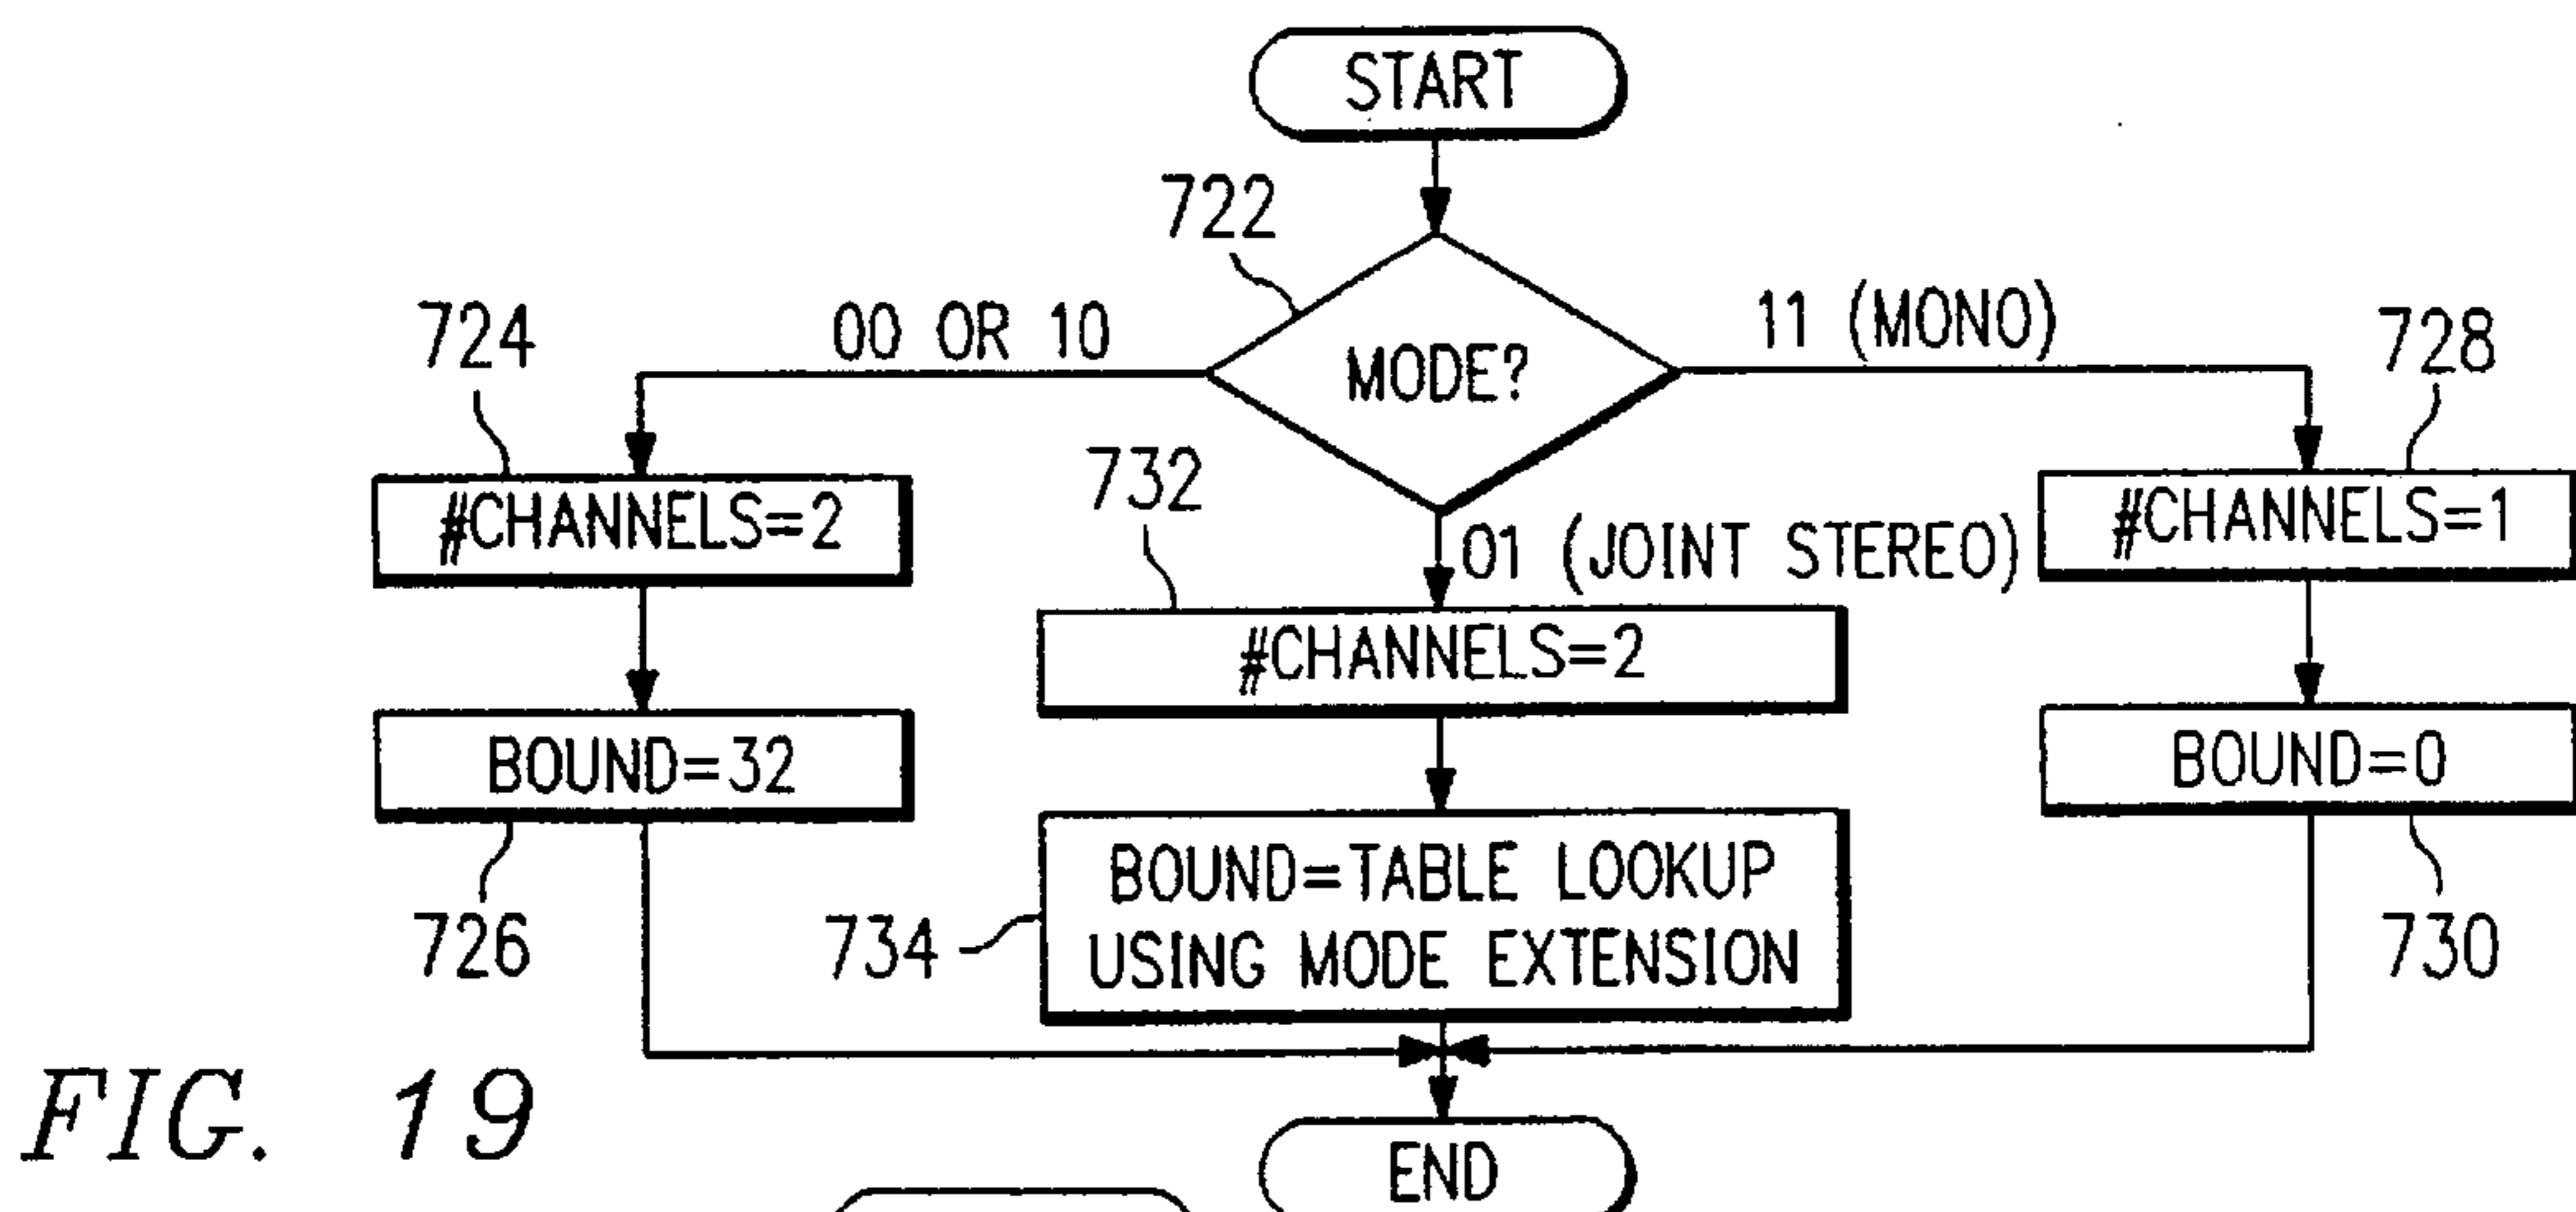 START
722
MODE?
00 OR 10
11 (MONO)
01 (JOINT STEREO)
724
#CHANNELS=2
BOUND=32
726
732
#CHANNELS=2
734
BOUND=TABLE LOOKUP
USING MODE EXTENSION
728
#CHANNELS=1
BOUND=0
730
END
FIG. 19